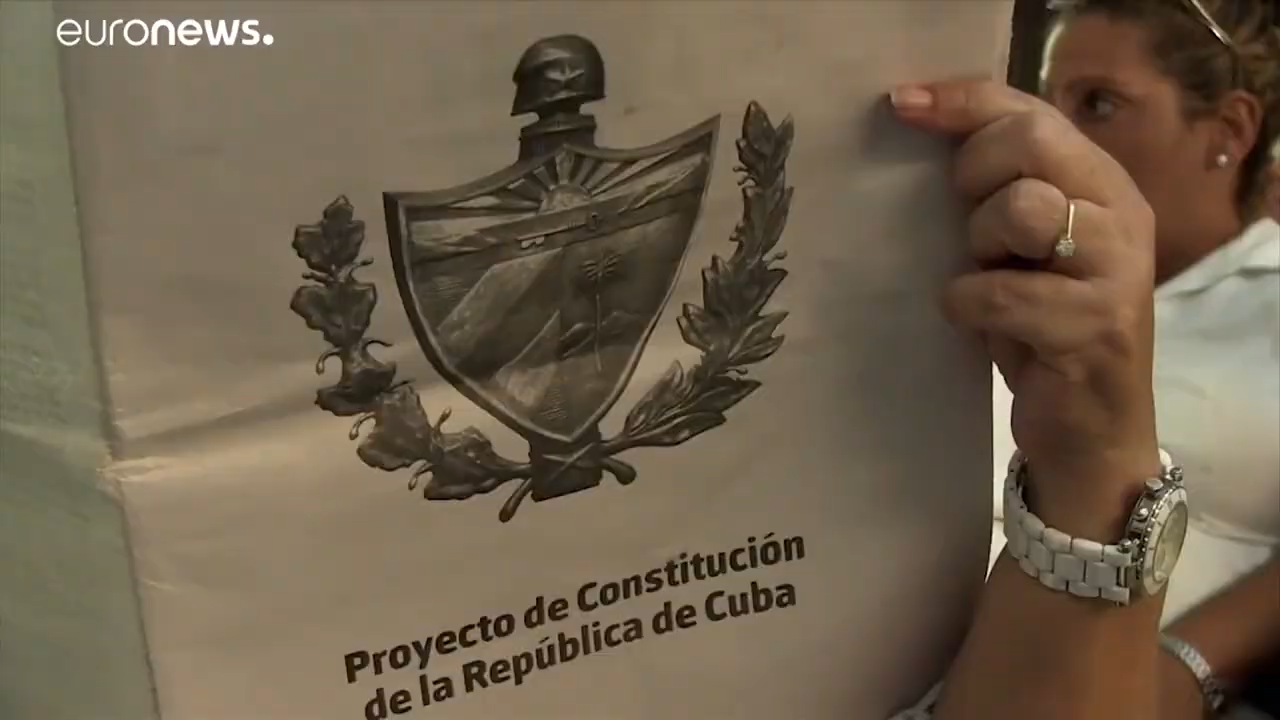 euronews.
Proyecto de Constitución
de la República de Cuba